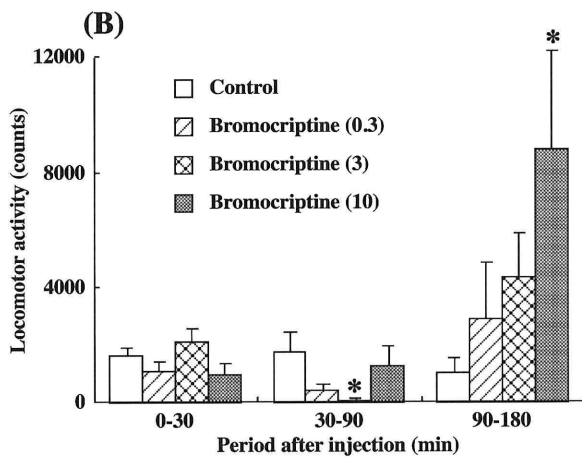 (B)
12000
8000
4000
0
Locomotor activity (counts)
Control
Bromocriptine (0.3)
Bromocriptine (3)
Bromocriptine (10)
*
*
0-30
30-90
90-180
Period after injection (min)